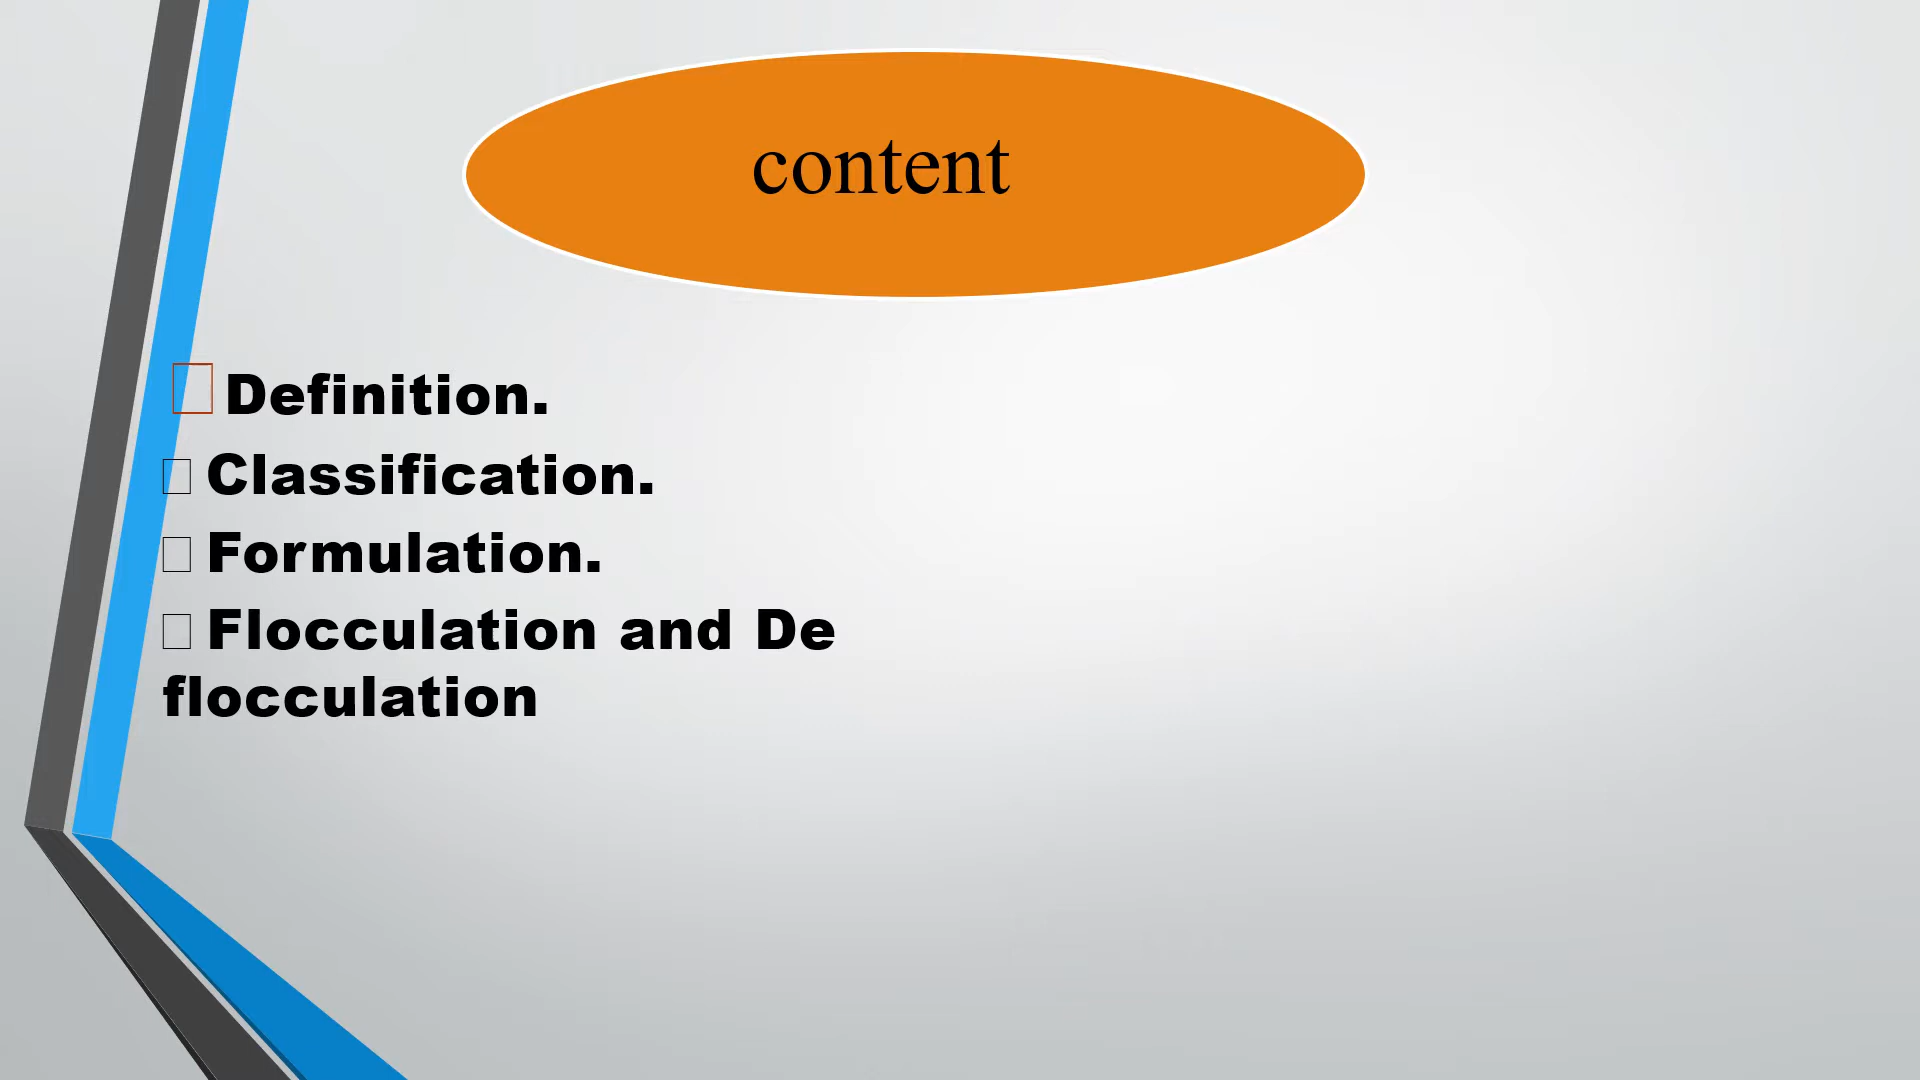 content
Definition.
Classification.
Formulation.
Flocculation and De
flocculation